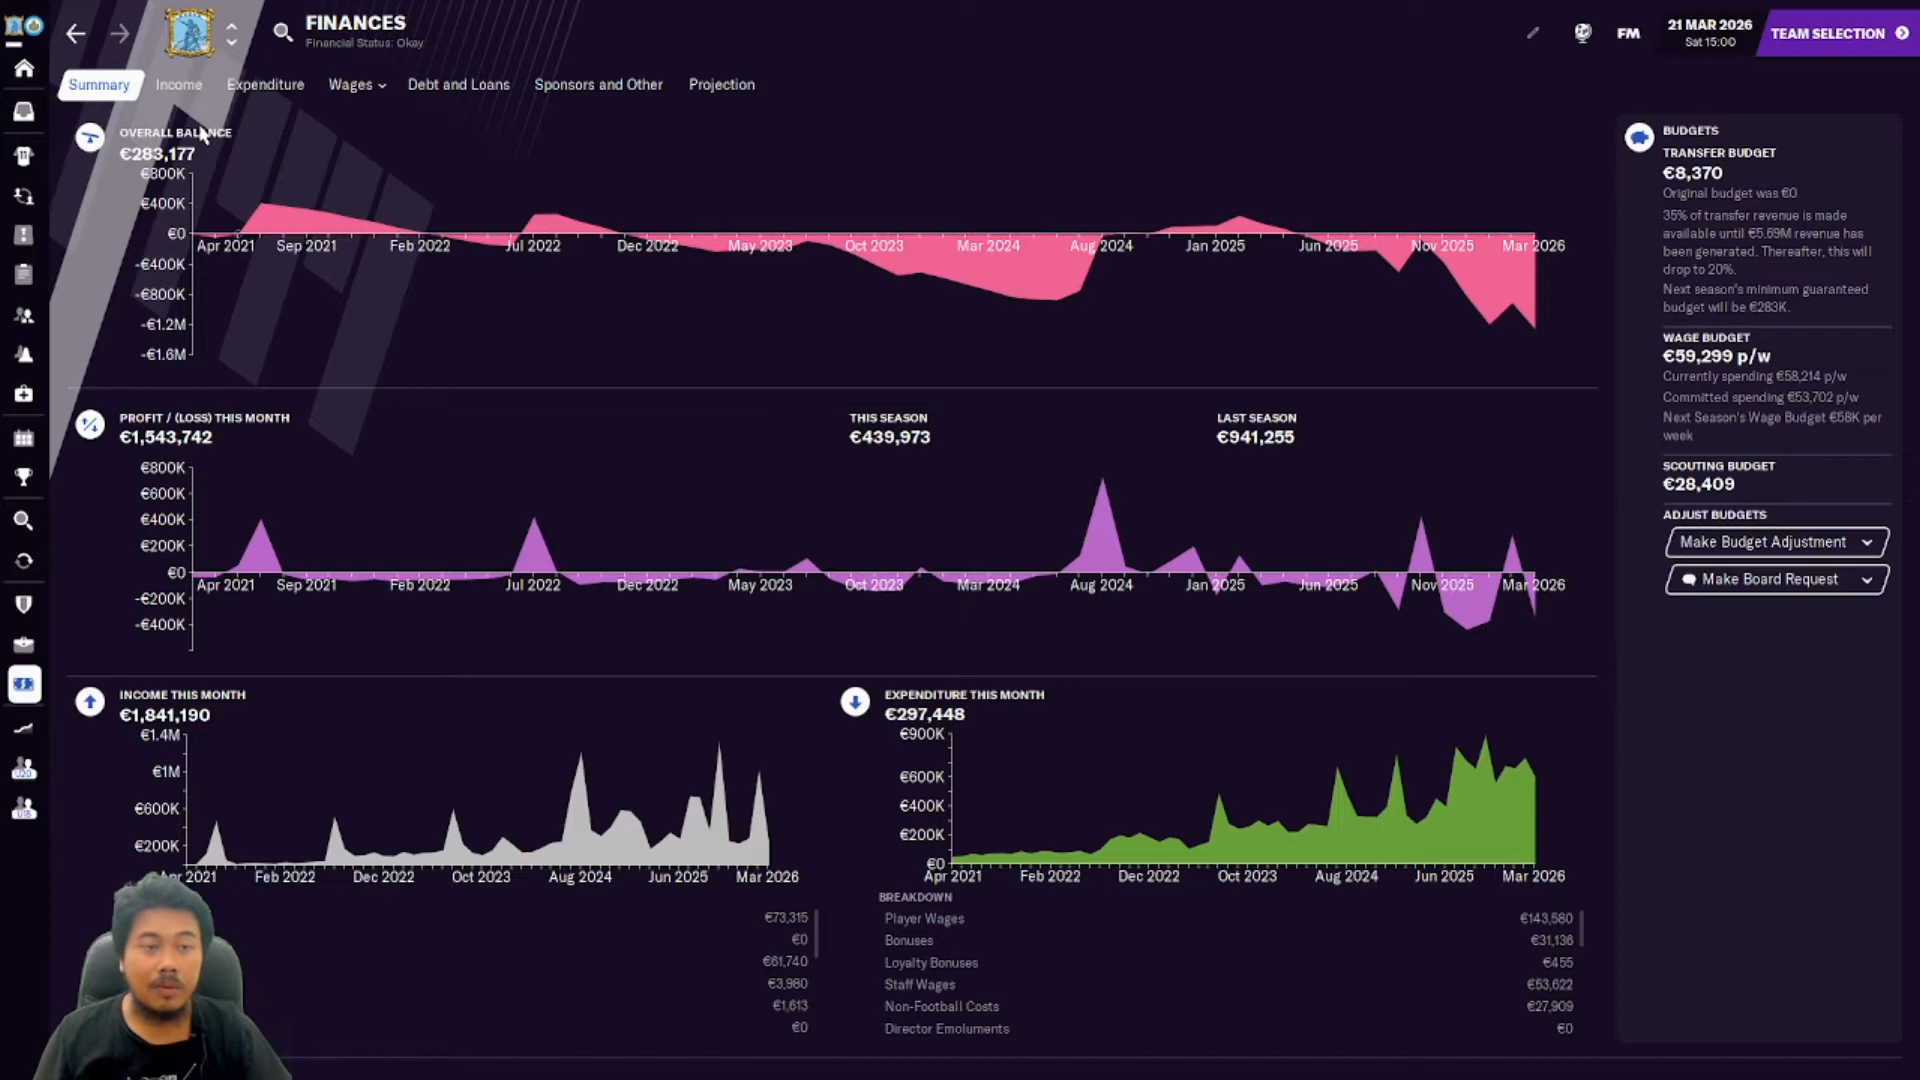 FINANCES
Financial Status: Okay
FM
21 MAR 2026
Sat 15:00
TEAM SELECTION
Summary
Income
Expenditure
Wages
Debt and Loans
Sponsors and Other
Projection
OVERALL BALANCE
€283,177
€800K
€400K
€0
-€400K
-€800K
-€1.2M
-€1.6M
Apr 2021 Sep 2021 Feb 2022 Jul 2022 Dec 2022 May 2023 Oct 2023 Mar 2024 Aug 2024 Jan 2025 Jun 2025 Nov 2025 Mar 2026
PROFIT / (LOSS) THIS MONTH
€1,543,742
THIS SEASON
€439,973
LAST SEASON
€941,255
€800K
€600K
€400K
€200K
€0
-€200K
-€400K
Apr 2021 Sep 2021 Feb 2022 Jul 2022 Dec 2022 May 2023 Oct 2023 Mar 2024 Aug 2024 Jan 2025 Jun 2025 Nov 2025 Mar 2026
INCOME THIS MONTH
€1,841,190
€1.4M
€1M
€600K
€200K
Apr 2021 Feb 2022 Dec 2022 Oct 2023 Aug 2024 Jun 2025 Mar 2026
€73,315
€0
€61,740
€3,980
€1,613
€0
EXPENDITURE THIS MONTH
€297,448
€900K
€600K
€400K
€200K
€0
Apr 2021 Feb 2022 Dec 2022 Oct 2023 Aug 2024 Jun 2025 Mar 2026
BREAKDOWN
Player Wages €143,580
Bonuses €31,136
Loyalty Bonuses €455
Staff Wages €53,622
Non-Football Costs €27,909
Director Emoluments €0
BUDGETS
TRANSFER BUDGET
€8,370
Original budget was €0
35% of transfer revenue is made
available until €5.69M revenue has
been generated. Thereafter, this will
drop to 20%.
Next season's minimum guaranteed
budget will be €283K.
WAGE BUDGET
€59,299 p/w
Currently spending €58,214 p/w
Committed spending €53,702 p/w
Next Season's Wage Budget €58K per
week
SCOUTING BUDGET
€28,409
ADJUST BUDGETS
Make Budget Adjustment
Make Board Request
11
U20
U18